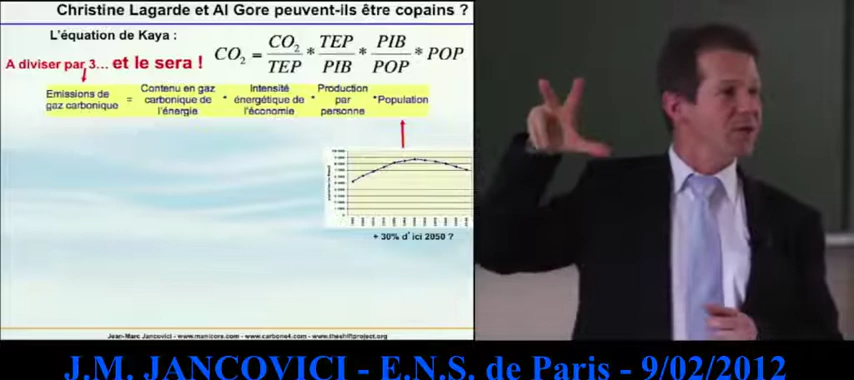 Christine Lagarde et Al Gore peuvent-ils être copains ?
L'équation de Kaya :
CO2 = CO2/TEP * TEP/PIB * PIB/POP * POP
A diviser par 3... et le sera !
Emissions de gaz carbonique = Contenu en gaz carbonique de l'énergie * Intensité énergétique de l'économie * Production par personne * Population
+ 30% d'ici 2050 ?
Jean-Marc Jancovici - www.manicore.com - www.carbone4.com - www.theshiftproject.org
J.M. JANCOVICI - E.N.S. de Paris - 9/02/2012